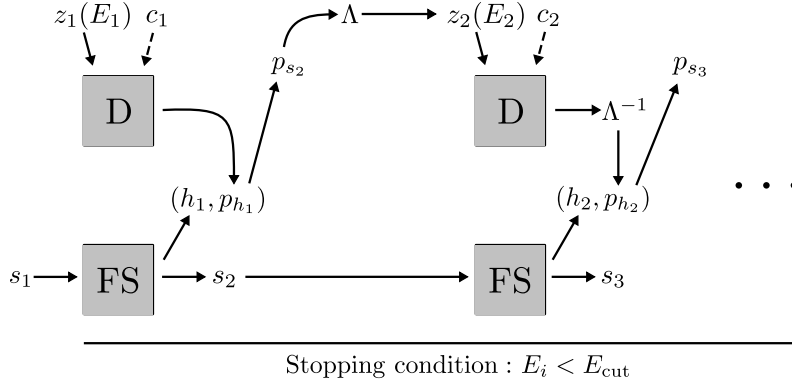 z₁(E₁) c₁ Λ z₂(E₂) c₂
p_{s₂} p_{s₃}
D D Λ⁻¹
(h₁, p_{h₁}) (h₂, p_{h₂}) . . .
s₁ FS s₂ FS s₃
Stopping condition : E_i < E_cut